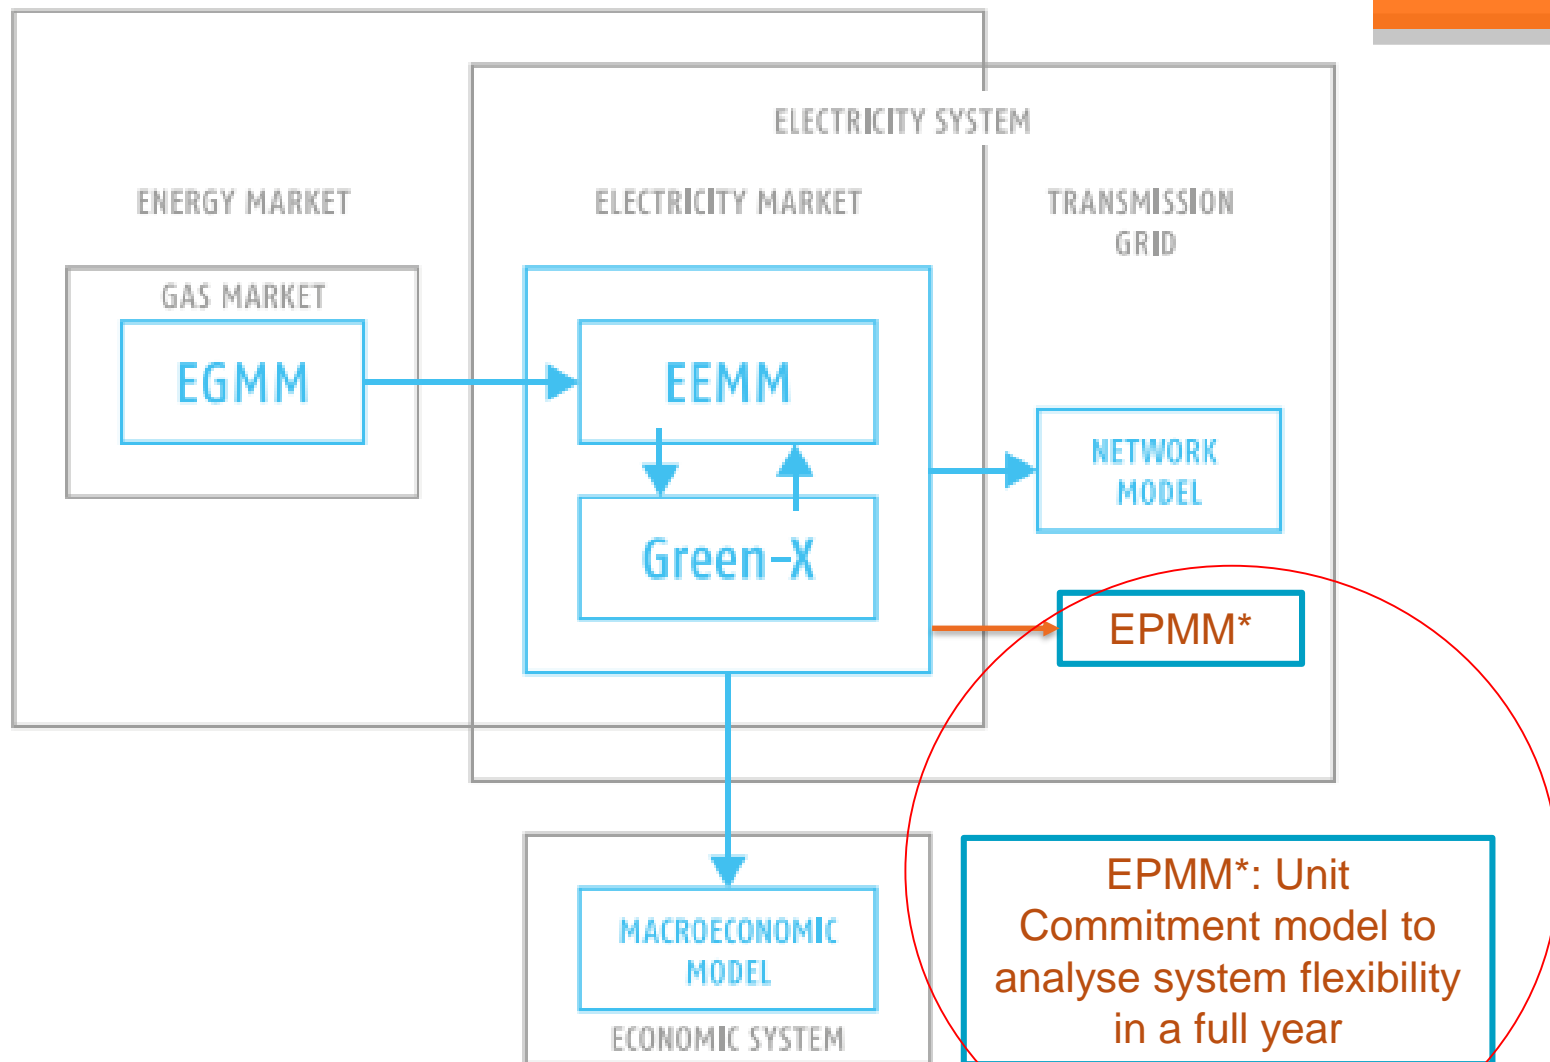 ELECTRICITY SYSTEM
ENERGY MARKET
ELECTRICITY MARKET
TRANSMISSION
GRID
GAS MARKET
EGMM
EEMM
Green-X
NETWORK
MODEL
EPMM*
MACROECONOMIC
MODEL
ECONOMIC SYSTEM
EPMM*: Unit
Commitment model to
analyse system flexibility
in a full year